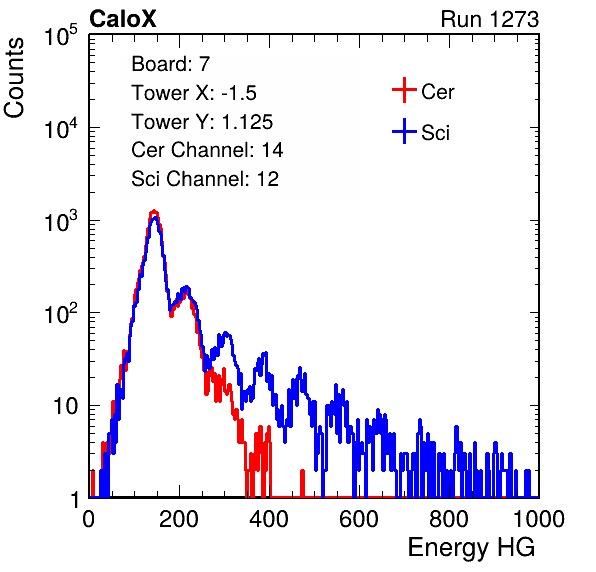 CaloX Run 1273
Counts
10^5
10^4
10^3
10^2
10
1
Board: 7
Tower X: -1.5
Tower Y: 1.125
Cer Channel: 14
Sci Channel: 12
Cer
Sci
0 200 400 600 800 1000
Energy HG